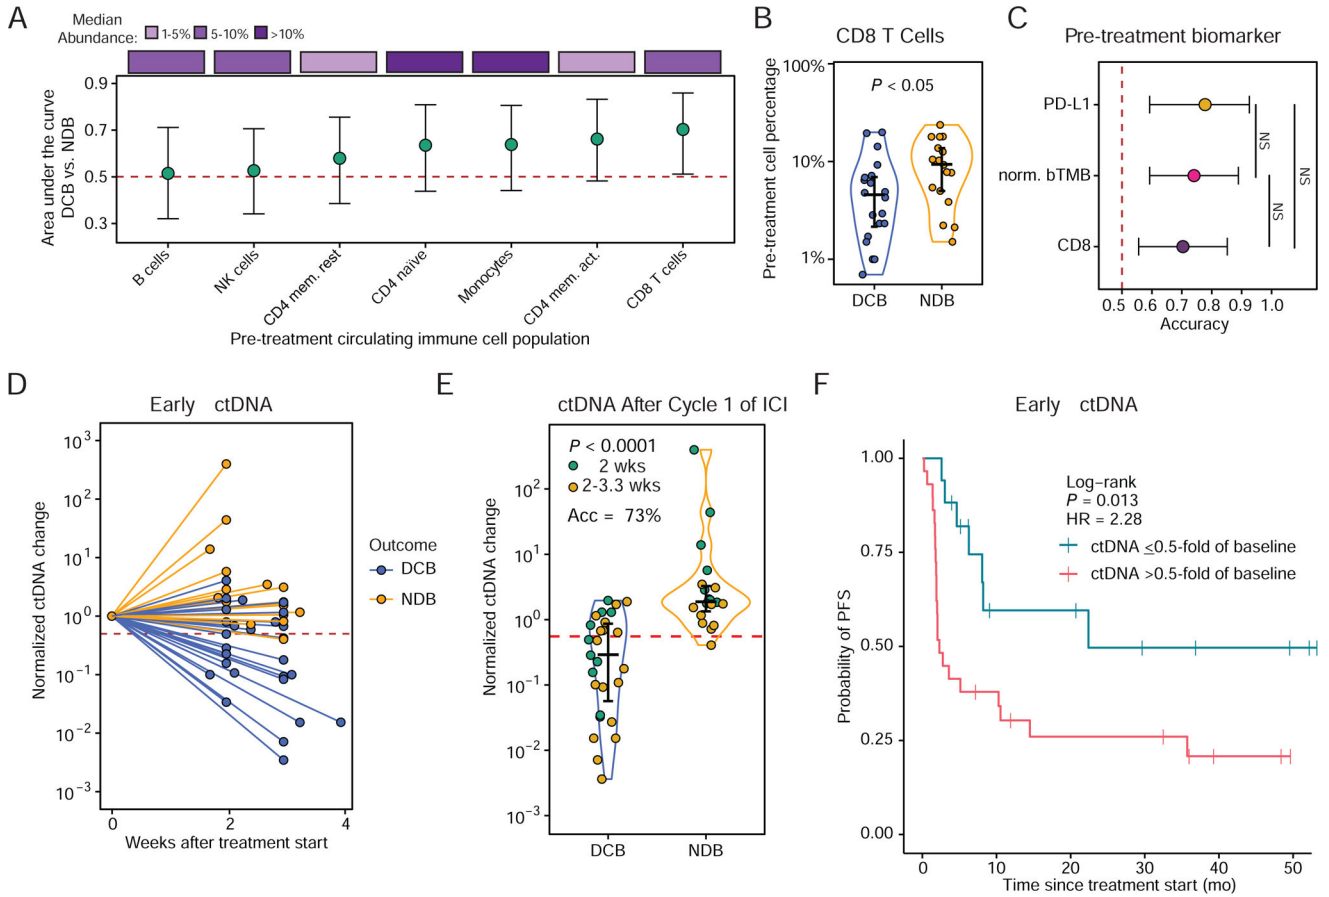 A
Median
Abundance: 1-5% 5-10% >10%
Area under the curve
DCB vs. NDB
0.9
0.7
0.5
0.3
B cells
NK cells
CD4 mem. rest
CD4 naïve
Monocytes
CD4 mem. act.
CD8 T cells
Pre-treatment circulating immune cell population
B
CD8 T Cells
Pre-treatment cell percentage
100%
10%
1%
P < 0.05
DCB NDB
C
Pre-treatment biomarker
PD-L1
norm. bTMB
CD8
NS
NS
NS
0.5 0.6 0.7 0.8 0.9 1.0
Accuracy
D
Early ctDNA
Normalized ctDNA change
10³
10²
10¹
10⁰
10⁻¹
10⁻²
10⁻³
0 2 4
Weeks after treatment start
Outcome
DCB
NDB
E
ctDNA After Cycle 1 of ICI
Normalized ctDNA change
P < 0.0001
2 wks
2-3.3 wks
Acc = 73%
10²
10¹
10⁰
10⁻¹
10⁻²
10⁻³
DCB NDB
F
Early ctDNA
Probability of PFS
1.00
0.75
0.50
0.25
0.00
Log–rank
P = 0.013
HR = 2.28
ctDNA ≤0.5-fold of baseline
ctDNA >0.5-fold of baseline
0 10 20 30 40 50
Time since treatment start (mo)